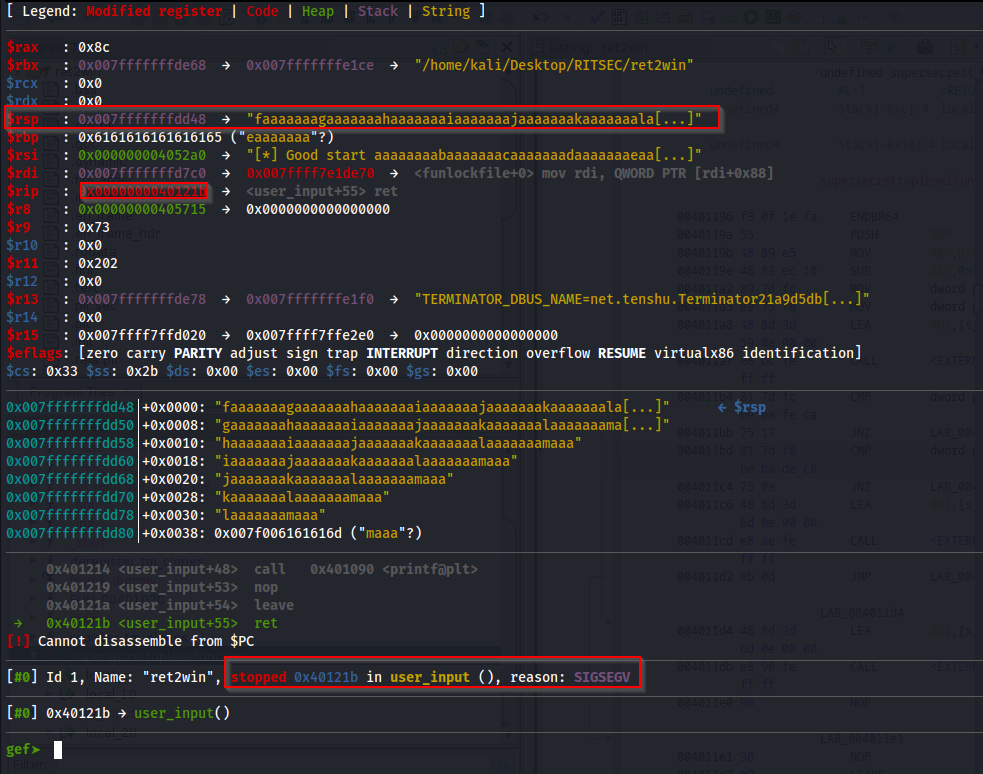 [ Legend: Modified register | Code | Heap | Stack | String ]
$rax : 0x8c
$rbx : 0x007fffffffde68 → 0x007fffffffe1ce → "/home/kali/Desktop/RITSEC/ret2win"
$rcx : 0x0
$rdx : 0x0
$rsp : 0x007fffffffdd48 → "faaaaaaagaaaaaaahaaaaaaaiaaaaaaajaaaaaaakaaaaaaala[...]"
$rbp : 0x6161616161616165 ("eaaaaaaa"?)
$rsi : 0x000000004052a0 → "[*] Good start aaaaaaaabaaaaaaacaaaaaaadaaaaaaaeaa[...]"
$rdi : 0x007fffffffd7c0 → 0x007ffff7e1de70 → <funlockfile+0> mov rdi, QWORD PTR [rdi+0x88]
$rip : 0x0000000040121b → <user_input+55> ret
$r8 : 0x00000000405715 → 0x0000000000000000
$r9 : 0x73
$r10 : 0x0
$r11 : 0x202
$r12 : 0x0
$r13 : 0x007fffffffde78 → 0x007fffffffe1f0 → "TERMINATOR_DBUS_NAME=net.tenshu.Terminator21a9d5db[...]"
$r14 : 0x0
$r15 : 0x007ffff7ffd020 → 0x007ffff7ffe2e0 → 0x0000000000000000
$eflags: [zero carry PARITY adjust sign trap INTERRUPT direction overflow RESUME virtualx86 identification]
$cs: 0x33 $ss: 0x2b $ds: 0x00 $es: 0x00 $fs: 0x00 $gs: 0x00
0x007fffffffdd48│+0x0000: "faaaaaaagaaaaaaahaaaaaaaiaaaaaaajaaaaaaakaaaaaaala[...]" ← $rsp
0x007fffffffdd50│+0x0008: "gaaaaaaahaaaaaaaiaaaaaaajaaaaaaakaaaaaaalaaaaaaama[...]"
0x007fffffffdd58│+0x0010: "haaaaaaaiaaaaaaajaaaaaaakaaaaaaalaaaaaaamaaa"
0x007fffffffdd60│+0x0018: "iaaaaaaajaaaaaaakaaaaaaalaaaaaaamaaa"
0x007fffffffdd68│+0x0020: "jaaaaaaakaaaaaaalaaaaaaamaaa"
0x007fffffffdd70│+0x0028: "kaaaaaaalaaaaaaamaaa"
0x007fffffffdd78│+0x0030: "laaaaaaamaaa"
0x007fffffffdd80│+0x0038: 0x007f006161616d ("maaa"?)
0x401214 <user_input+48> call 0x401090 <printf@plt>
0x401219 <user_input+53> nop
0x40121a <user_input+54> leave
→ 0x40121b <user_input+55> ret
[!] Cannot disassemble from $PC
[#0] Id 1, Name: "ret2win", stopped 0x40121b in user_input (), reason: SIGSEGV
[#0] 0x40121b → user_input()
gef➤